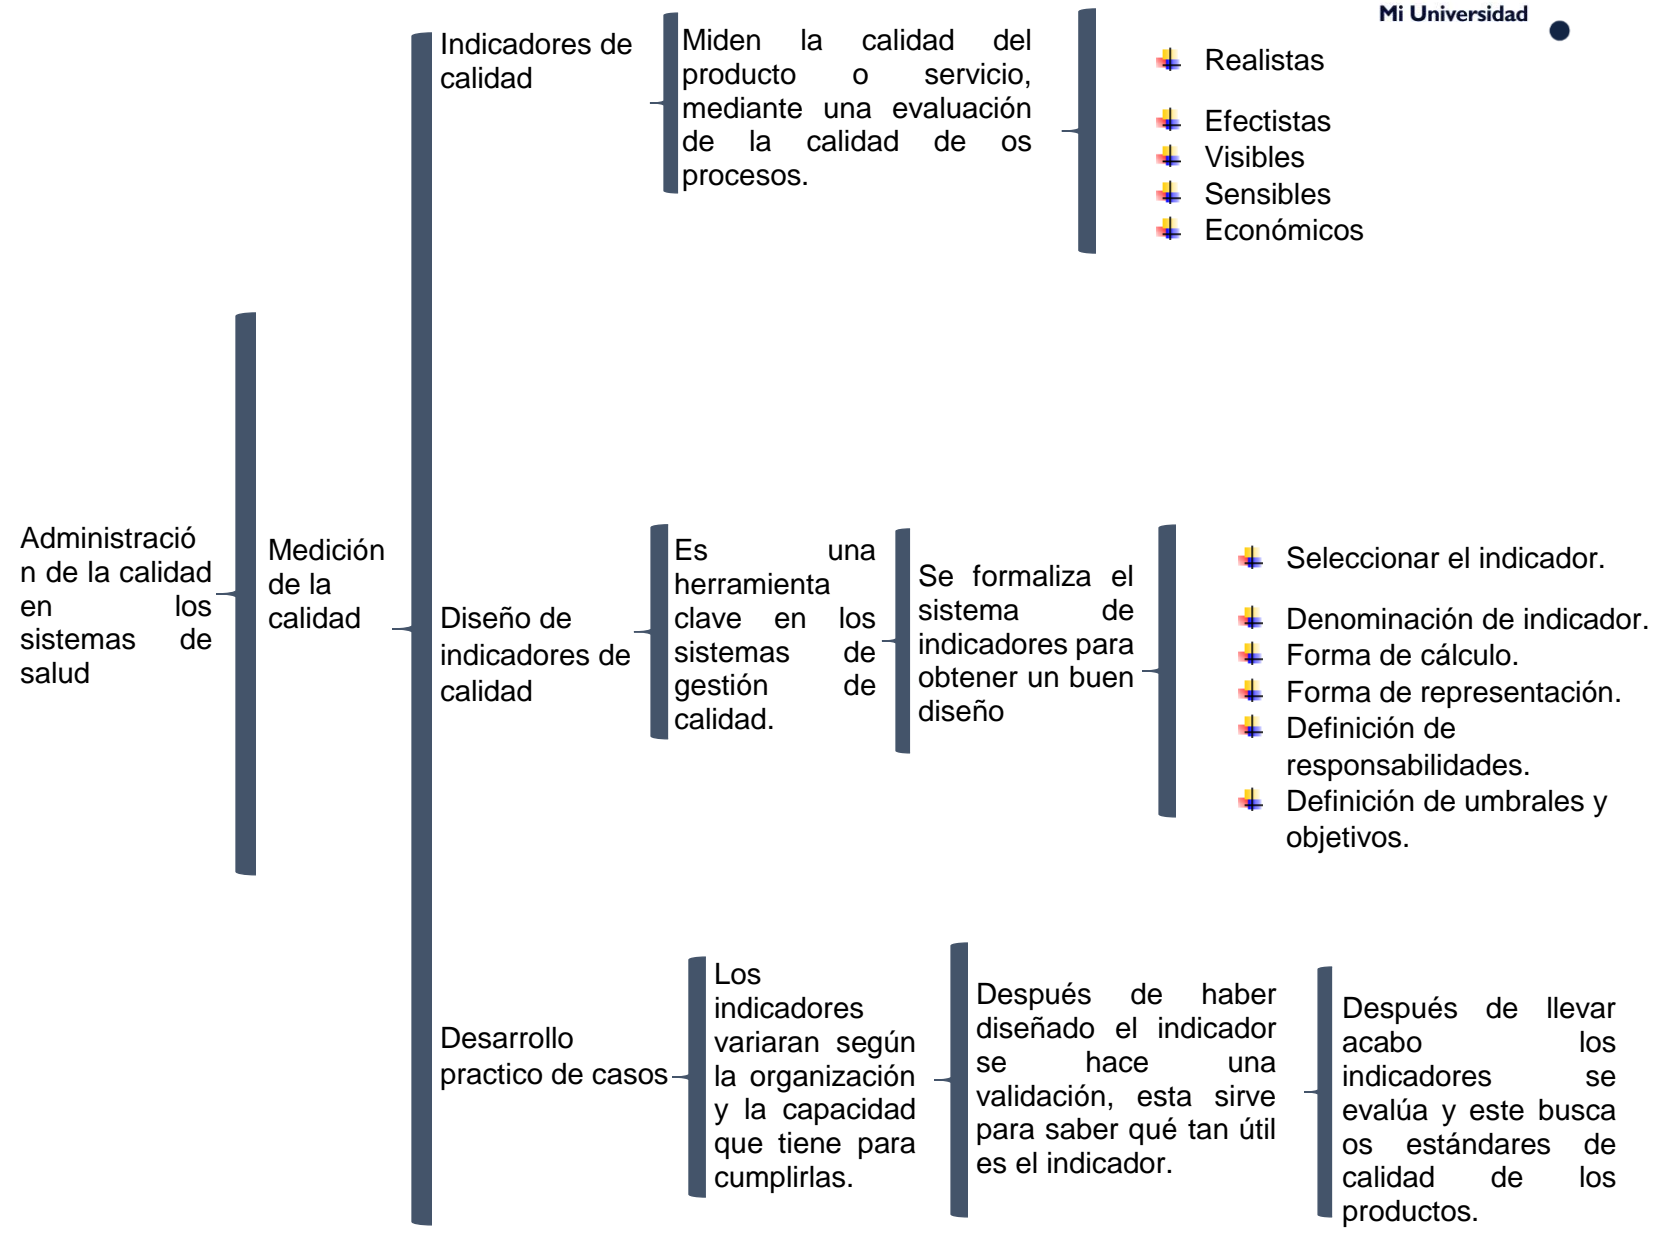 Mi Universidad
Indicadores de
calidad
Miden la calidad del
producto o servicio,
mediante una evaluación
de la calidad de os
procesos.
Realistas
Efectistas
Visibles
Sensibles
Económicos
Administració
n de la calidad
en los
sistemas de
salud
Medición
de la
calidad
Diseño de
indicadores de
calidad
Es una
herramienta
clave en los
sistemas de
gestión de
calidad.
Se formaliza el
sistema de
indicadores para
obtener un buen
diseño
Seleccionar el indicador.
Denominación de indicador.
Forma de cálculo.
Forma de representación.
Definición de
responsabilidades.
Definición de umbrales y
objetivos.
Desarrollo
practico de casos
Los
indicadores
variaran según
la organización
y la capacidad
que tiene para
cumplirlas.
Después de haber
diseñado el indicador
se hace una
validación, esta sirve
para saber qué tan útil
es el indicador.
Después de llevar
acabo los
indicadores se
evalúa y este busca
os estándares de
calidad de los
productos.